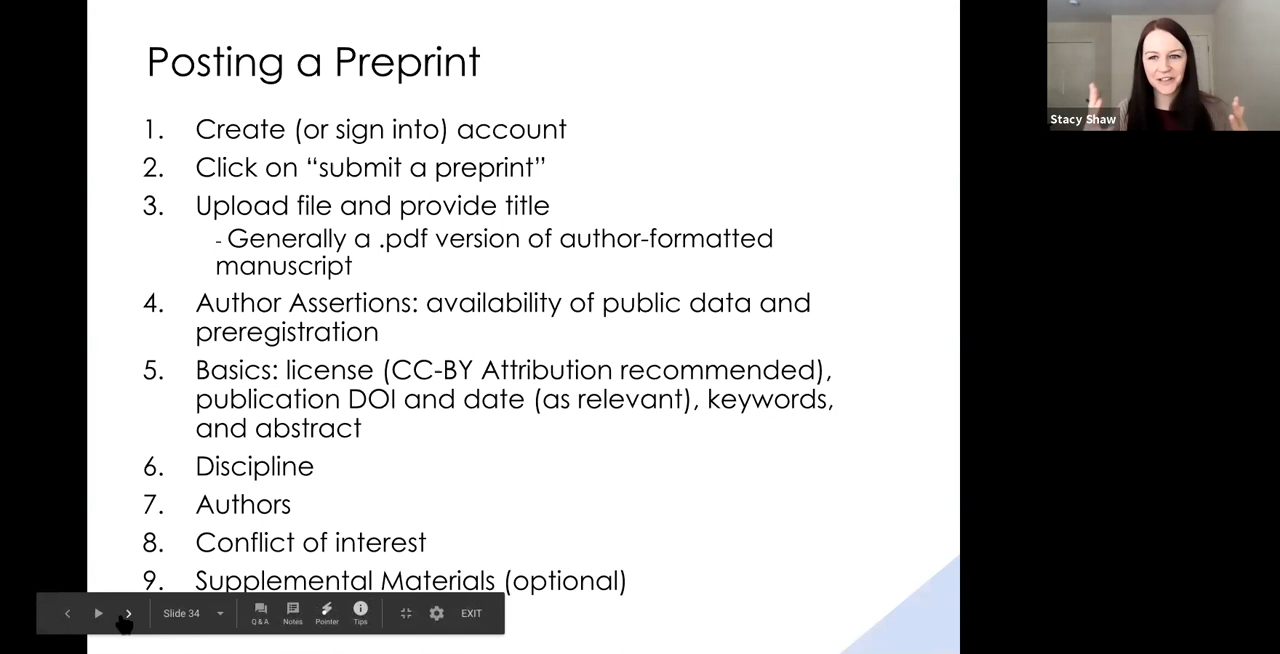 Posting a Preprint
1. Create (or sign into) account
2. Click on “submit a preprint”
3. Upload file and provide title
- Generally a .pdf version of author-formatted
manuscript
4. Author Assertions: availability of public data and
preregistration
5. Basics: license (CC-BY Attribution recommended),
publication DOI and date (as relevant), keywords,
and abstract
6. Discipline
7. Authors
8. Conflict of interest
9. Supplemental Materials (optional)
Slide 34
Q & A
Notes
Pointer
Tips
EXIT
Stacy Shaw